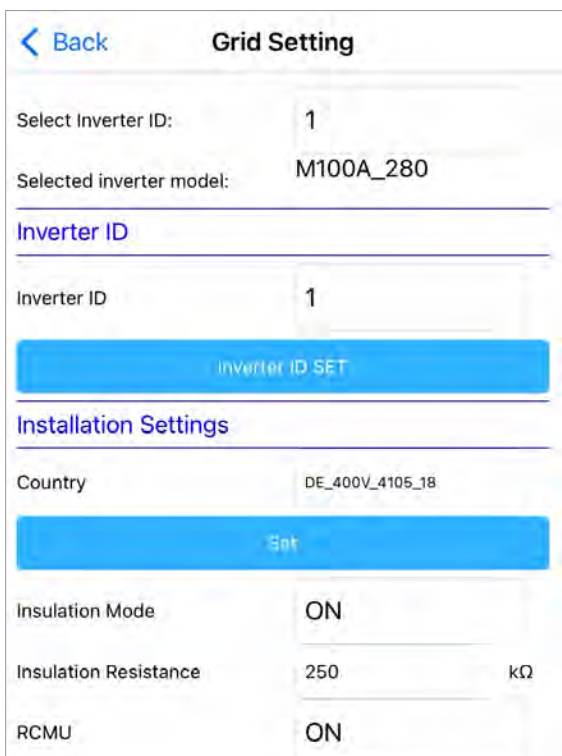 Back Grid Setting
Select Inverter ID: 1
Selected inverter model: M100A_280
Inverter ID
Inverter ID 1
Inverter ID SET
Installation Settings
Country DE_400V_4105_18
Set
Insulation Mode ON
Insulation Resistance 250 kΩ
RCMU ON